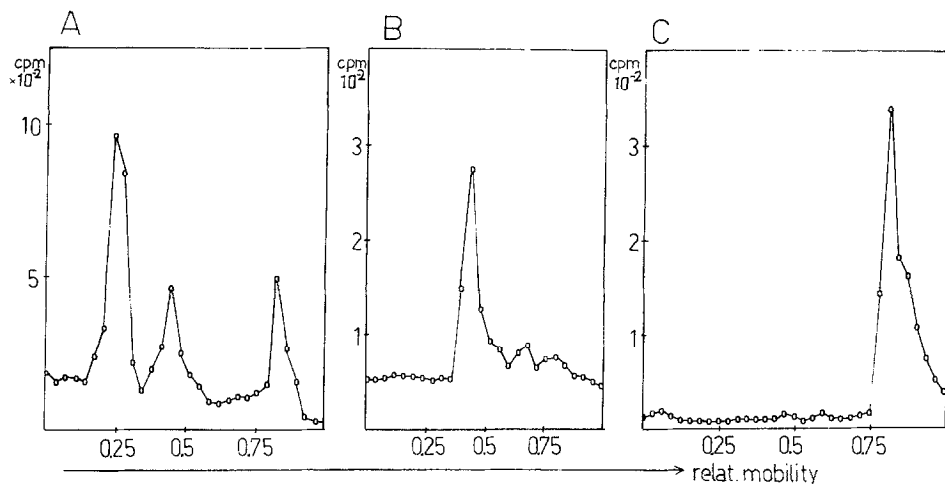 A B C
cpm ×10⁻² cpm 10⁻² cpm 10⁻²
10 3 3
5 2 2
1 1
0,25 0,5 0,75 0,25 0,5 0,75 0,25 0,5 0,75
relat. mobility